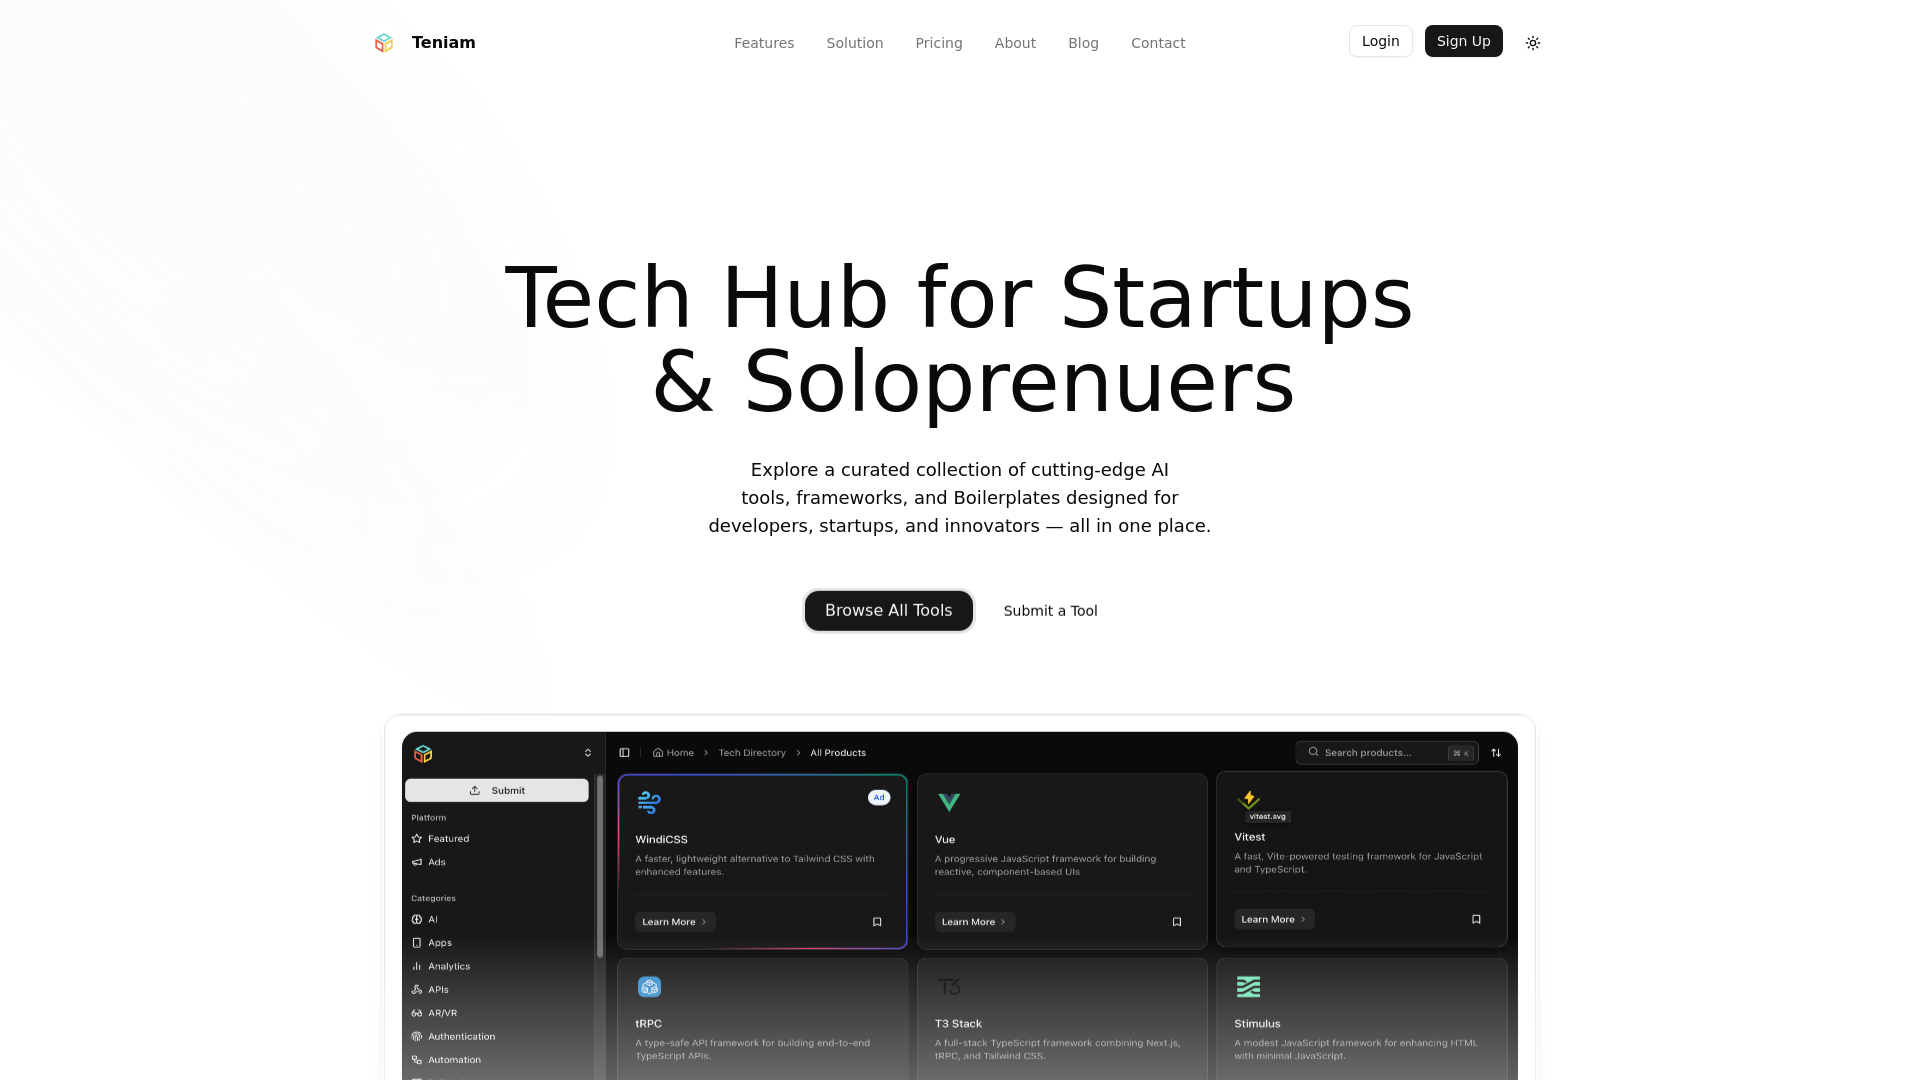 Teniam
Features
Solution
Pricing
About
Blog
Contact
Login
Sign Up
Tech Hub for Startups
& Soloprenuers
Explore a curated collection of cutting-edge AI
tools, frameworks, and Boilerplates designed for
developers, startups, and innovators — all in one place.
Browse All Tools
Submit a Tool
Home
Tech Directory
All Products
Search products...
⌘ K
Submit
Platform
Featured
Ads
Categories
AI
Apps
Analytics
APIs
AR/VR
Authentication
Automation
Ad
WindiCSS
A faster, lightweight alternative to Tailwind CSS with
enhanced features.
Learn More
Vue
A progressive JavaScript framework for building
reactive, component-based UIs
Learn More
vitest.svg
Vitest
A fast, Vite-powered testing framework for JavaScript
and TypeScript.
Learn More
tRPC
A type-safe API framework for building end-to-end
TypeScript APIs.
T3
T3 Stack
A full-stack TypeScript framework combining Next.js,
tRPC, and Tailwind CSS.
Stimulus
A modest JavaScript framework for enhancing HTML
with minimal JavaScript.